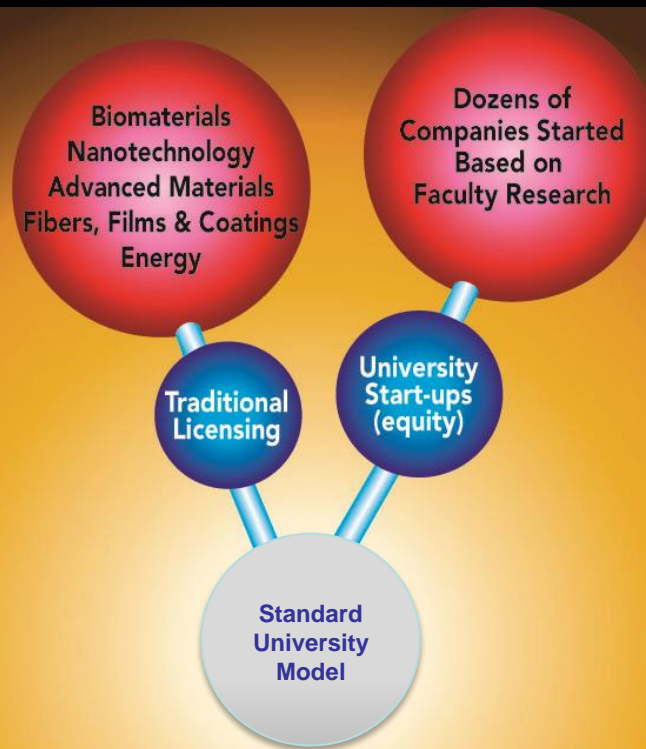 Biomaterials
Nanotechnology
Advanced Materials
Fibers, Films & Coatings
Energy
Dozens of
Companies Started
Based on
Faculty Research
Traditional
Licensing
University
Start-ups
(equity)
Standard
University
Model